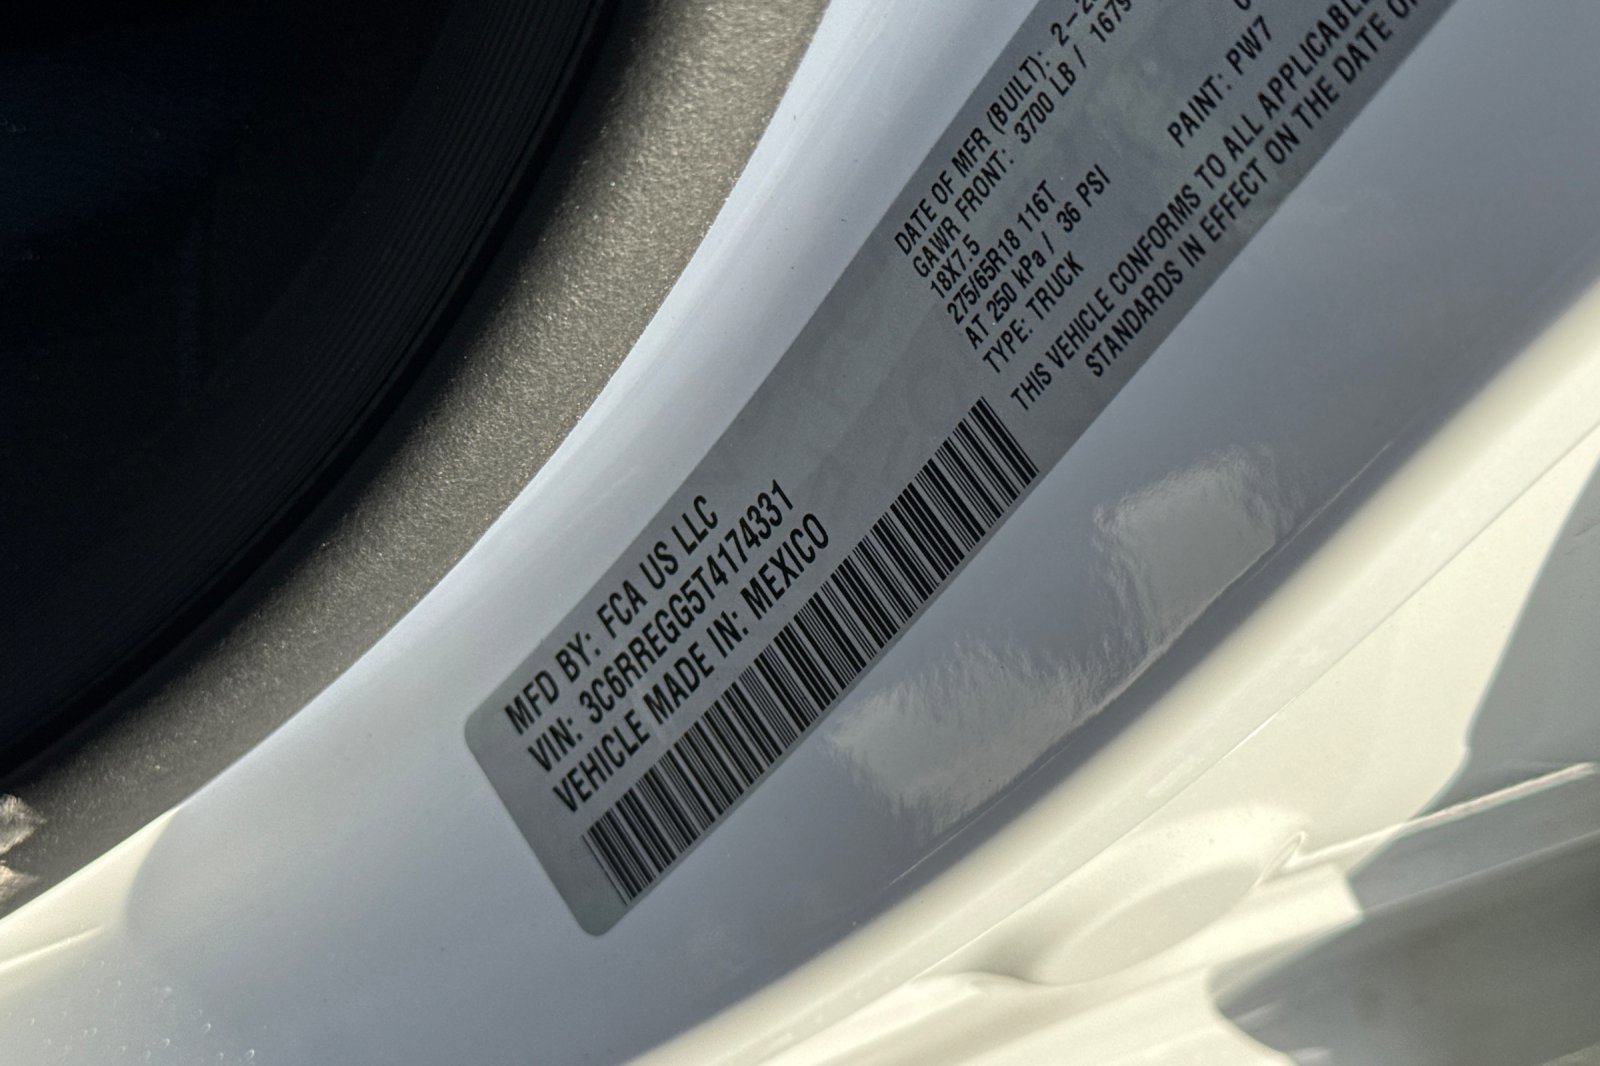 MFD BY: FCA US LLC
VIN: 3C6RREGG5T4174331
VEHICLE MADE IN: MEXICO
DATE OF MFR (BUILT):
GAWR FRONT: 3700 LB /
18X7.5
275/65R18 116T
AT 250 kPa / 36 PSI
TYPE: TRUCK
PAINT: PW7
THIS VEHICLE CONFORMS TO ALL APPLICABLE
STANDARDS IN EFFECT ON THE DATE